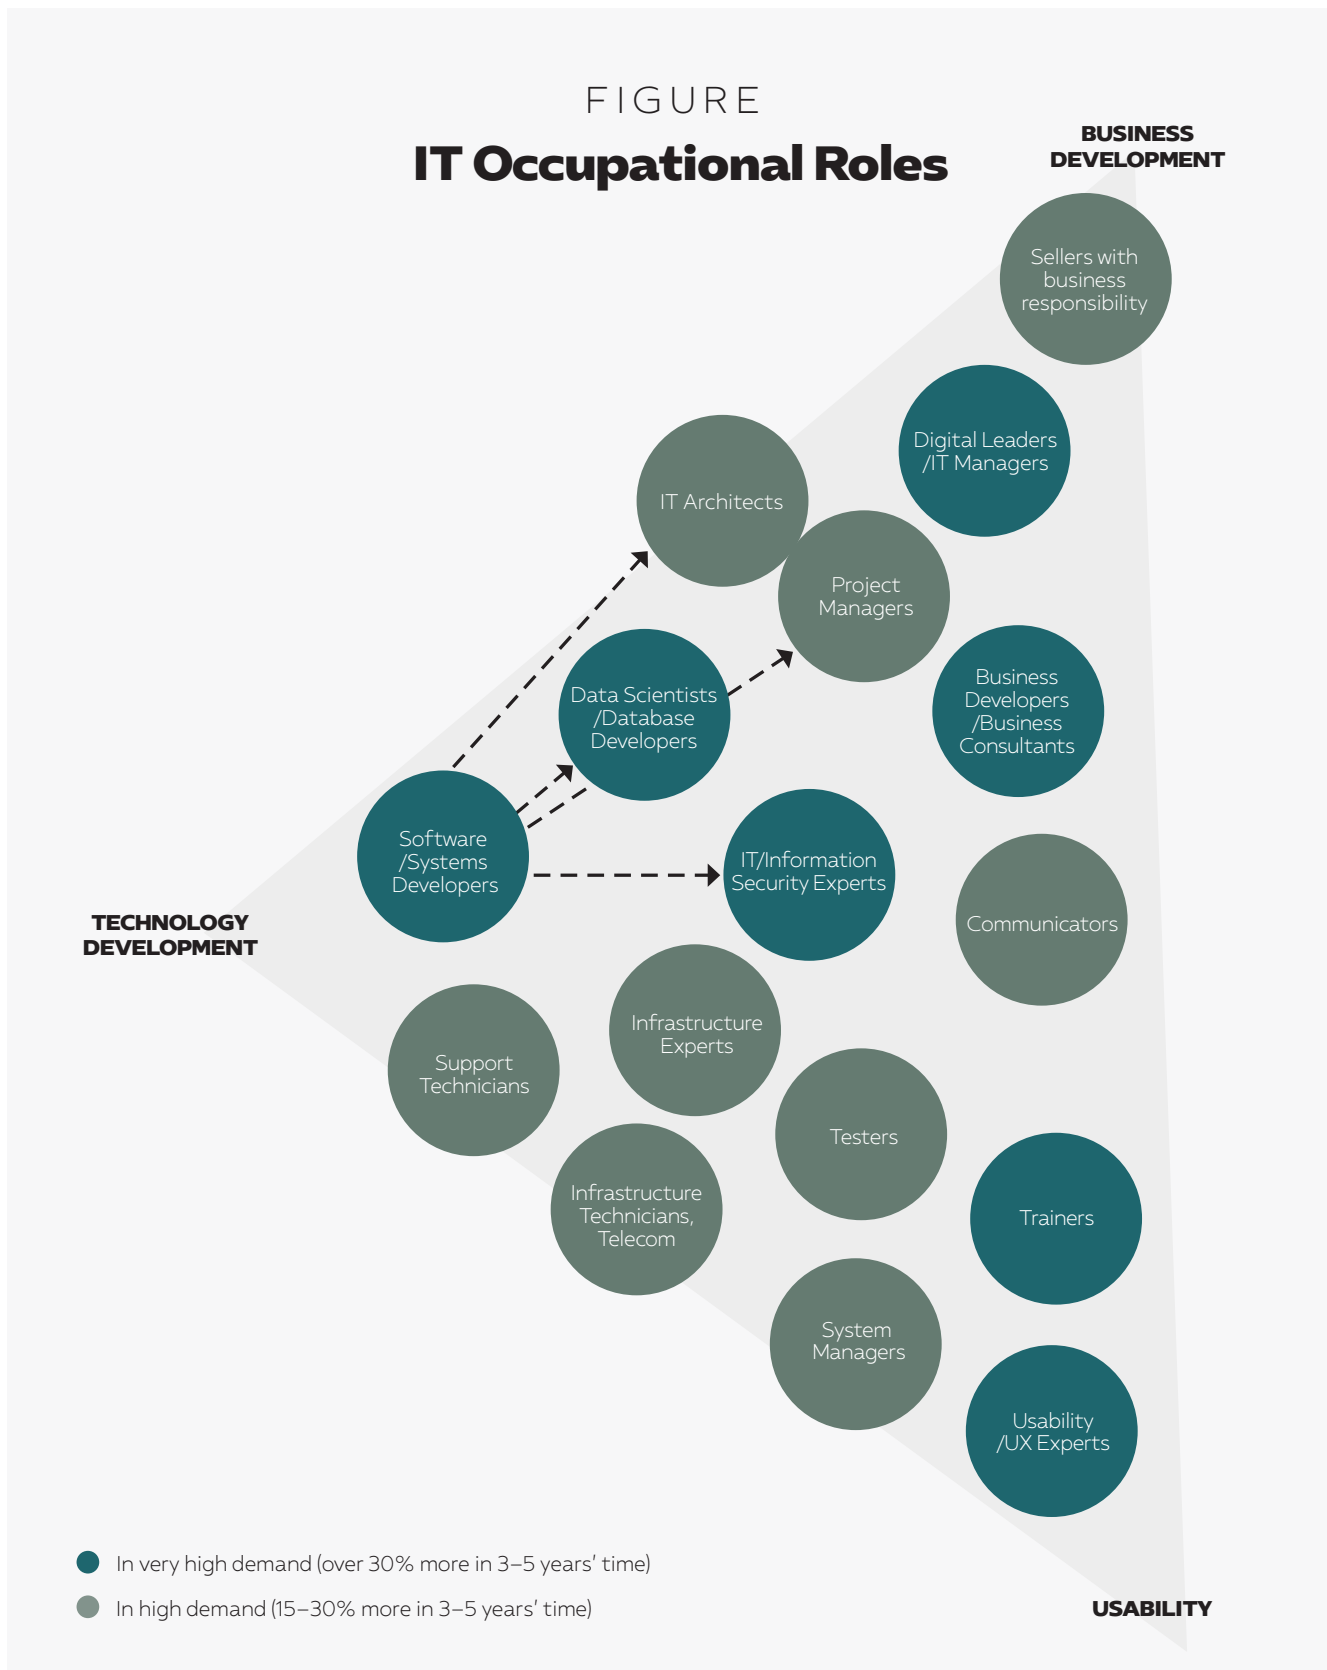 FIGURE
IT Occupational Roles
BUSINESS
DEVELOPMENT
Sellers with
business
responsibility
Digital Leaders
/IT Managers
IT Architects
Project
Managers
Data Scientists
/Database
Developers
Business
Developers
/Business
Consultants
Software
/Systems
Developers
IT/Information
Security Experts
Communicators
TECHNOLOGY
DEVELOPMENT
Infrastructure
Experts
Support
Technicians
Testers
Infrastructure
Technicians,
Telecom
Trainers
System
Managers
Usability
/UX Experts
In very high demand (over 30% more in 3–5 years’ time)
In high demand (15–30% more in 3–5 years’ time)
USABILITY